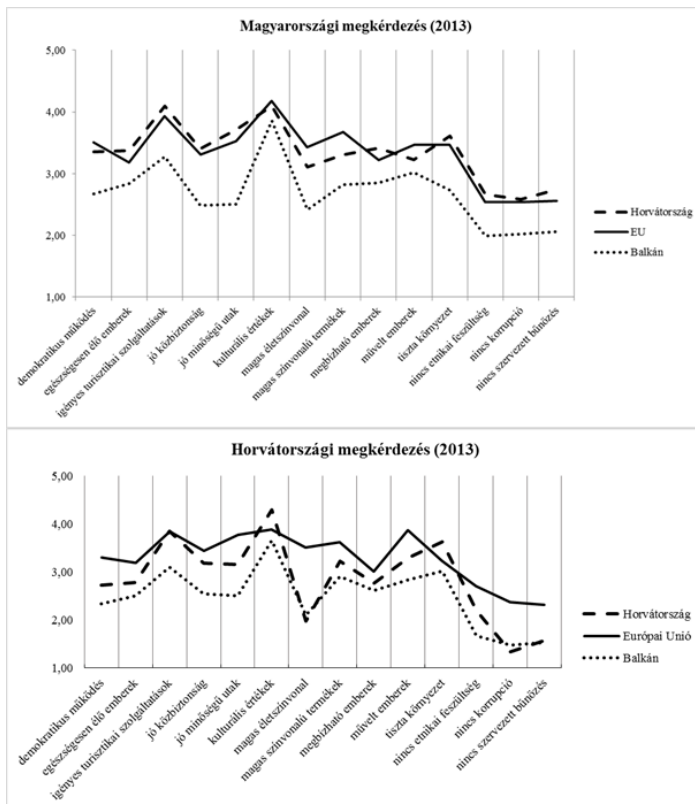 Magyarországi megkérdezés (2013)
5,00
4,00
3,00
2,00
1,00
Horvátország
EU
Balkán
demokratikus működés
egészségesen élő emberek
igényes turisztikai szolgáltatások
jó közbiztonság
jó minőségű utak
kulturális értékek
magas életszínvonal
magas színvonalú termékek
megbízható emberek
művelt emberek
tiszta környezet
nincs etnikai feszültség
nincs korrupció
nincs szervezett bűnözés
Horvátországi megkérdezés (2013)
5,00
4,00
3,00
2,00
1,00
Horvátország
Európai Unió
Balkán
demokratikus működés
egészségesen élő emberek
igényes turisztikai szolgáltatások
jó közbiztonság
jó minőségű utak
kulturális értékek
magas életszínvonal
magas színvonalú termékek
megbízható emberek
művelt emberek
tiszta környezet
nincs etnikai feszültség
nincs korrupció
nincs szervezett bűnözés